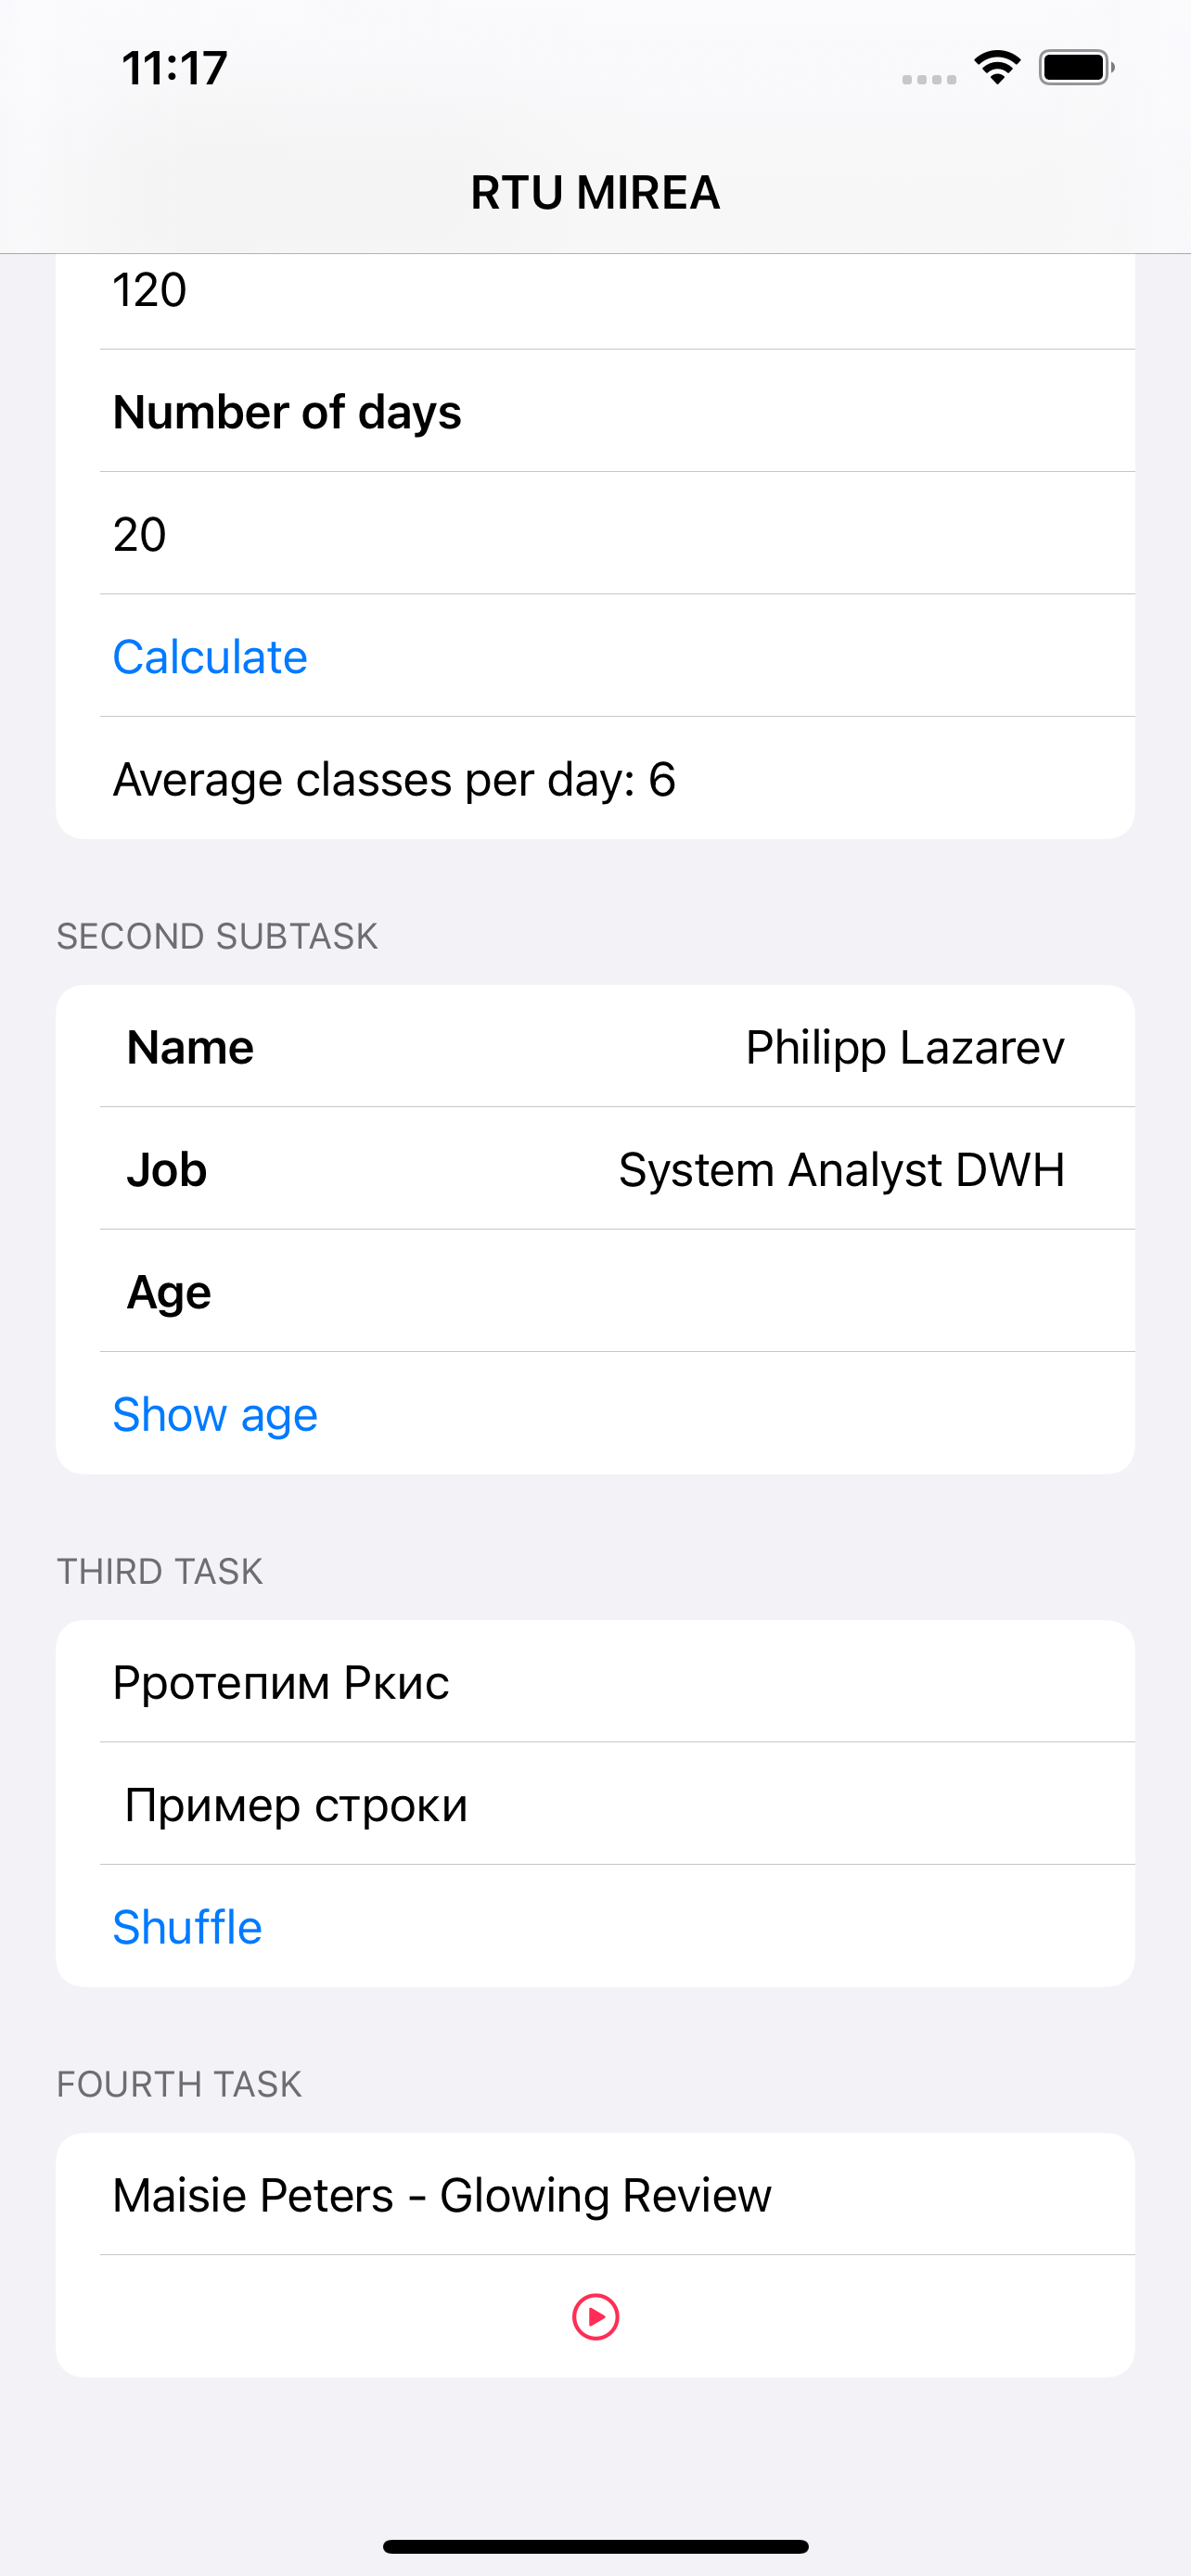 11:17
RTU MIREA
120
Number of days
20
Calculate
Average classes per day: 6
SECOND SUBTASK
Name Philipp Lazarev
Job System Analyst DWH
Age
Show age
THIRD TASK
Рротепим Ркис
Пример строки
Shuffle
FOURTH TASK
Maisie Peters - Glowing Review